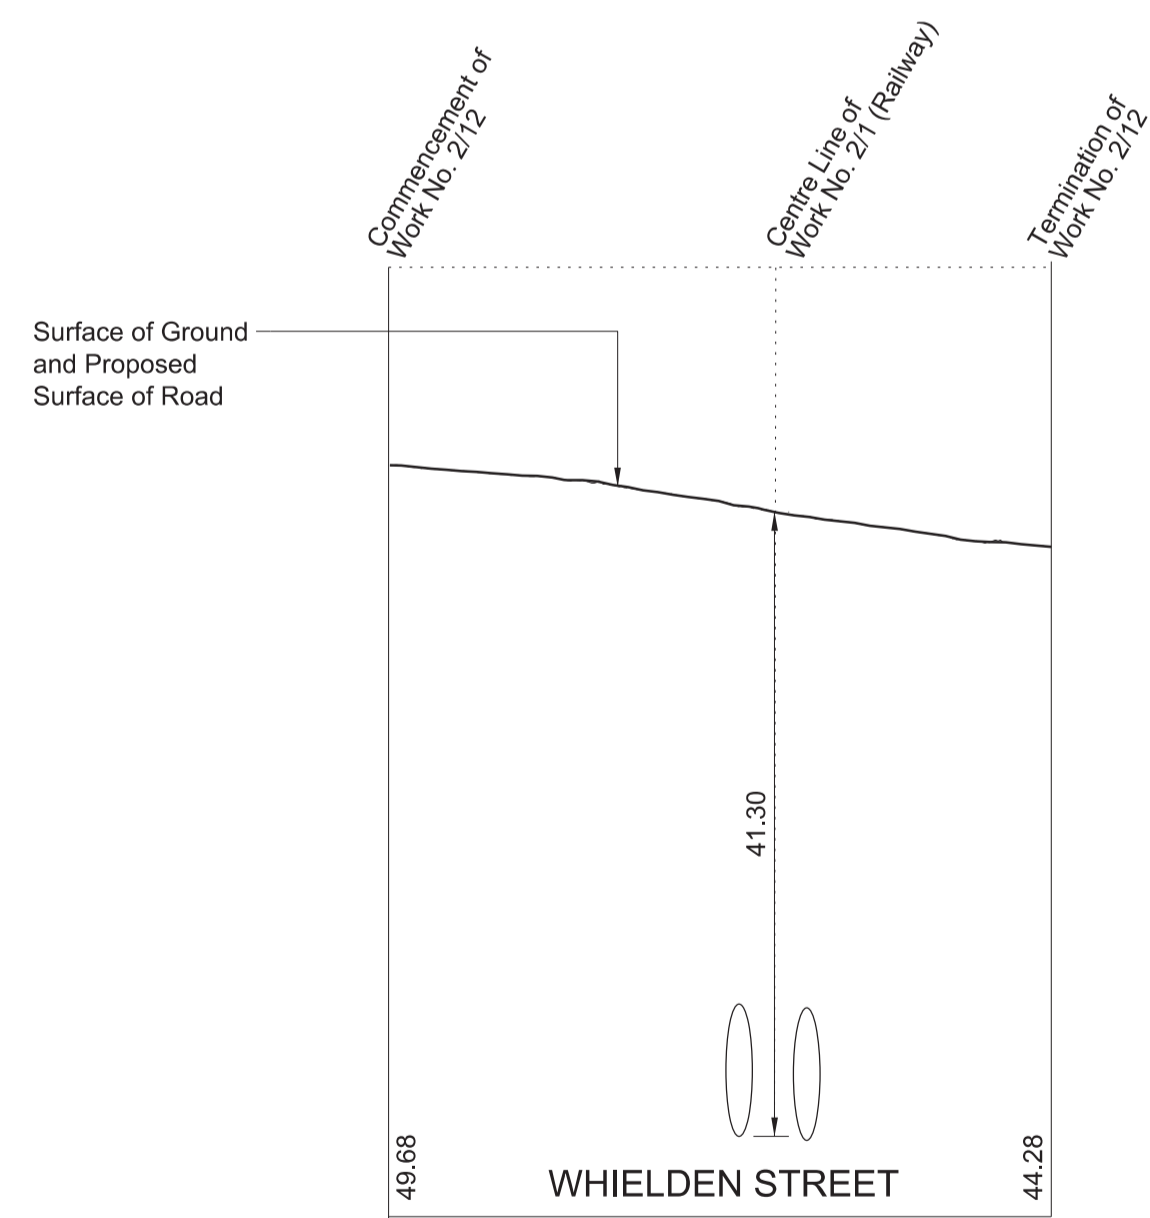 Commencement of
Work No. 2/12
Centre Line of
Work No. 2/1 (Railway)
Termination of
Work No. 2/12
Surface of Ground
and Proposed
Surface of Road
41.30
49.68
WHIELDEN STREET
44.28